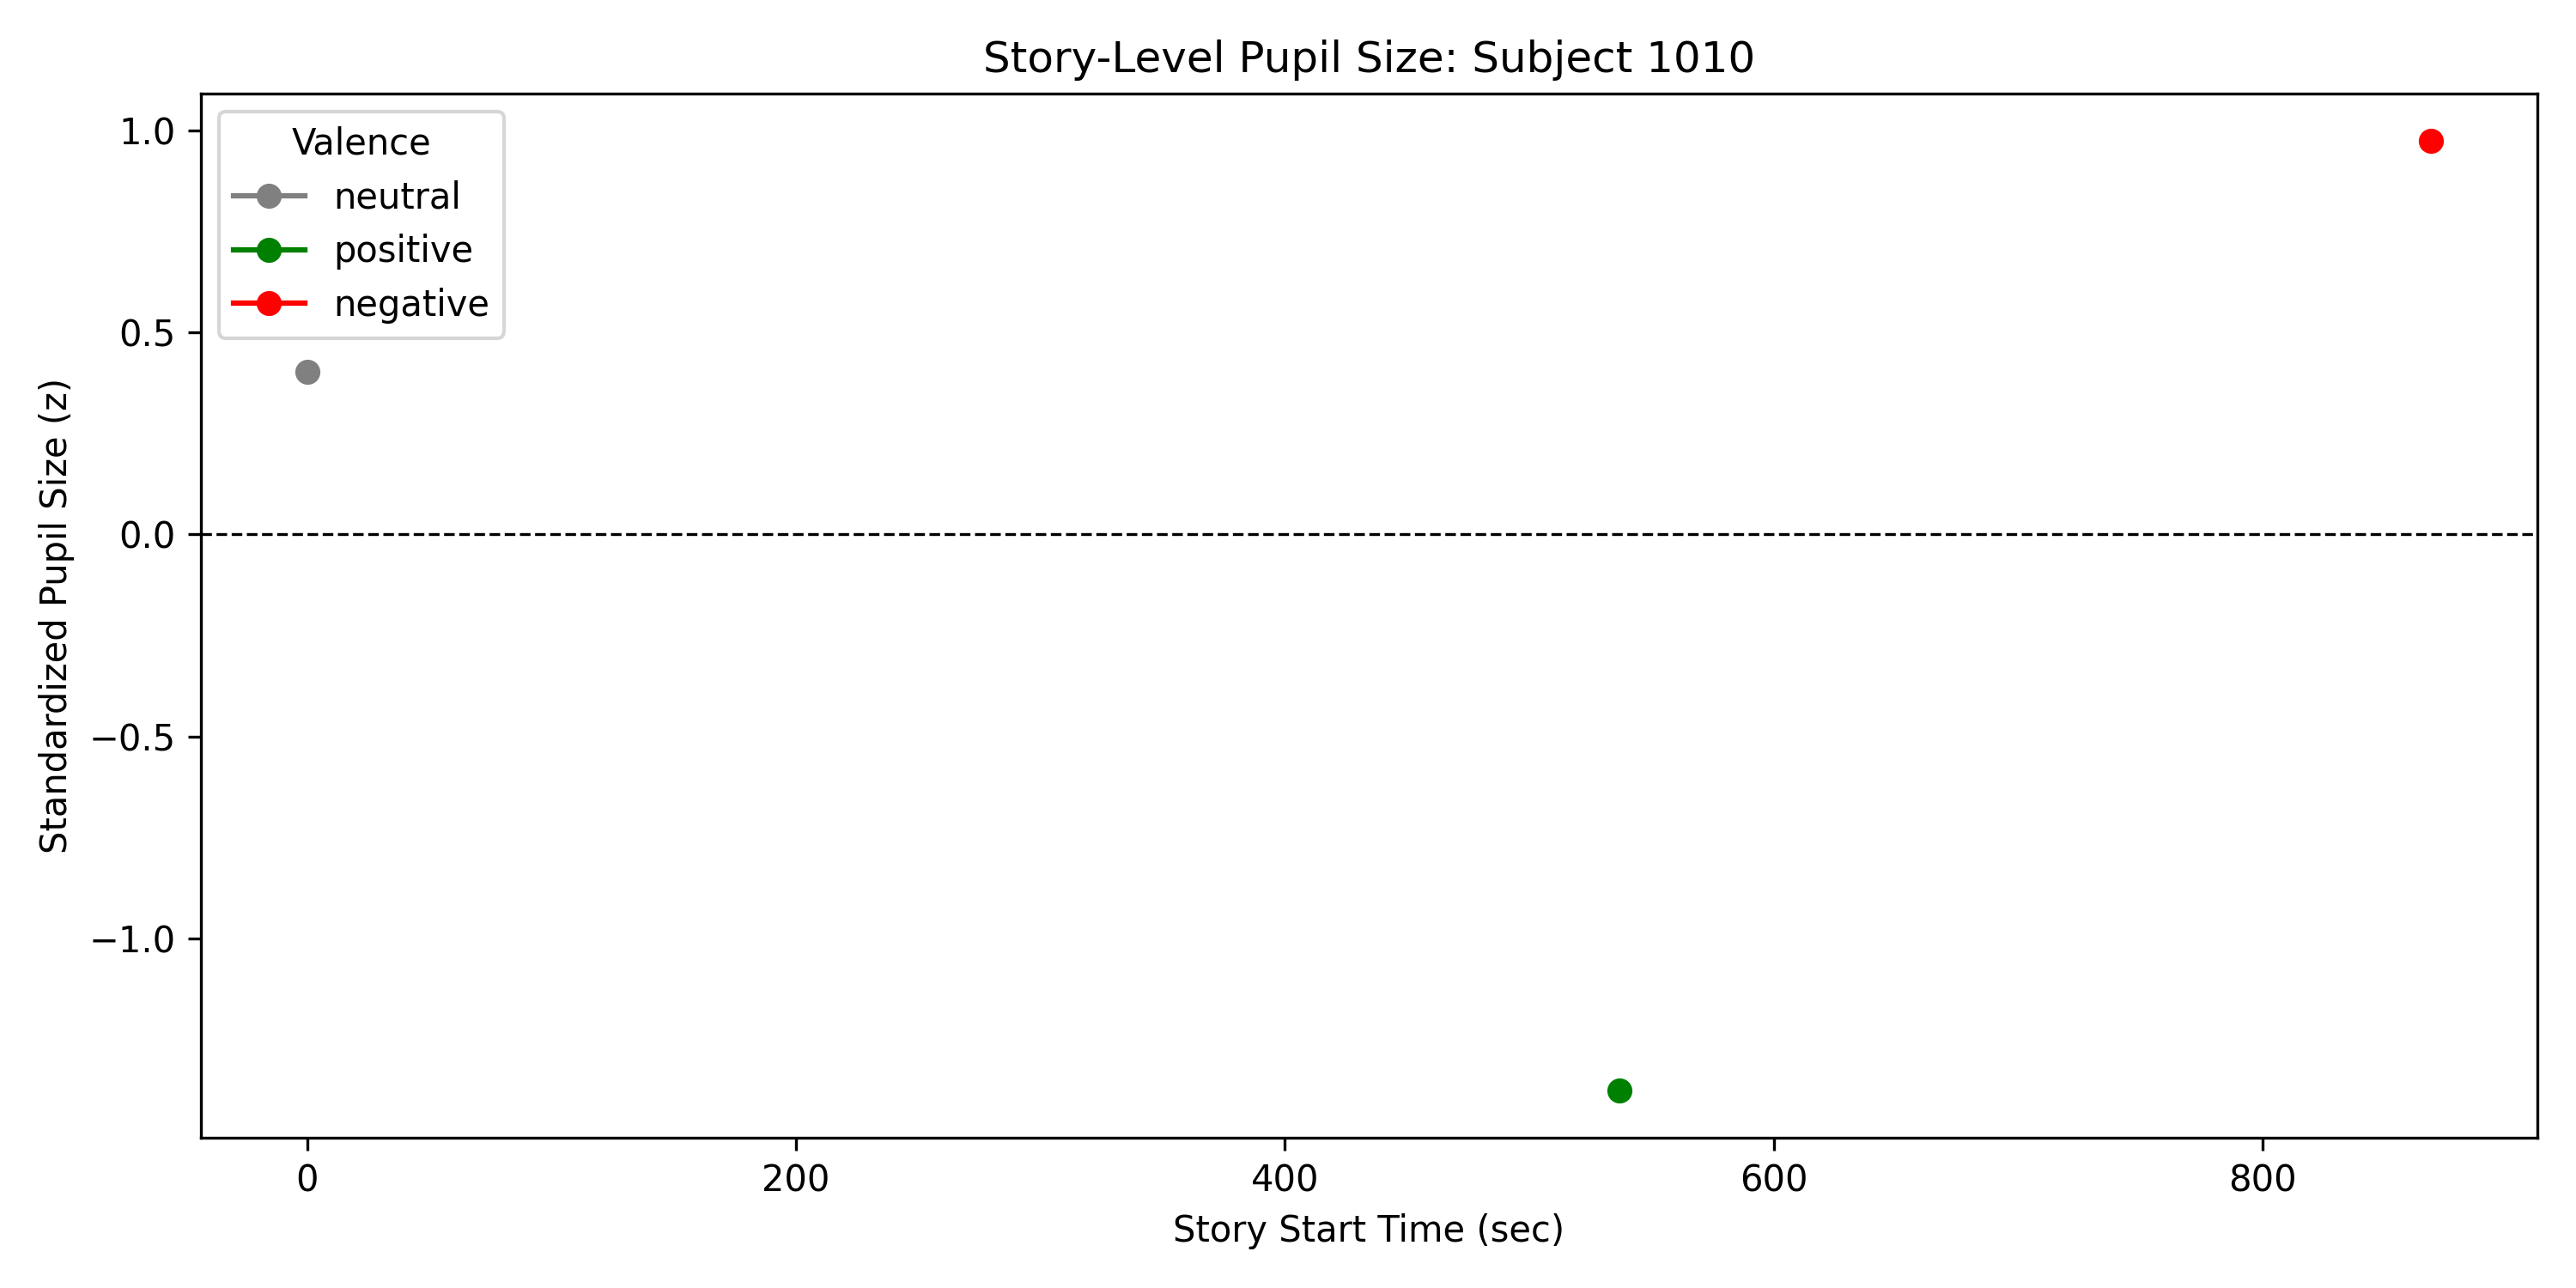 Story-Level Pupil Size: Subject 1010
Valence
neutral
positive
negative
1.0
0.5
0.0
−0.5
−1.0
Standardized Pupil Size (z)
0
200
400
600
800
Story Start Time (sec)